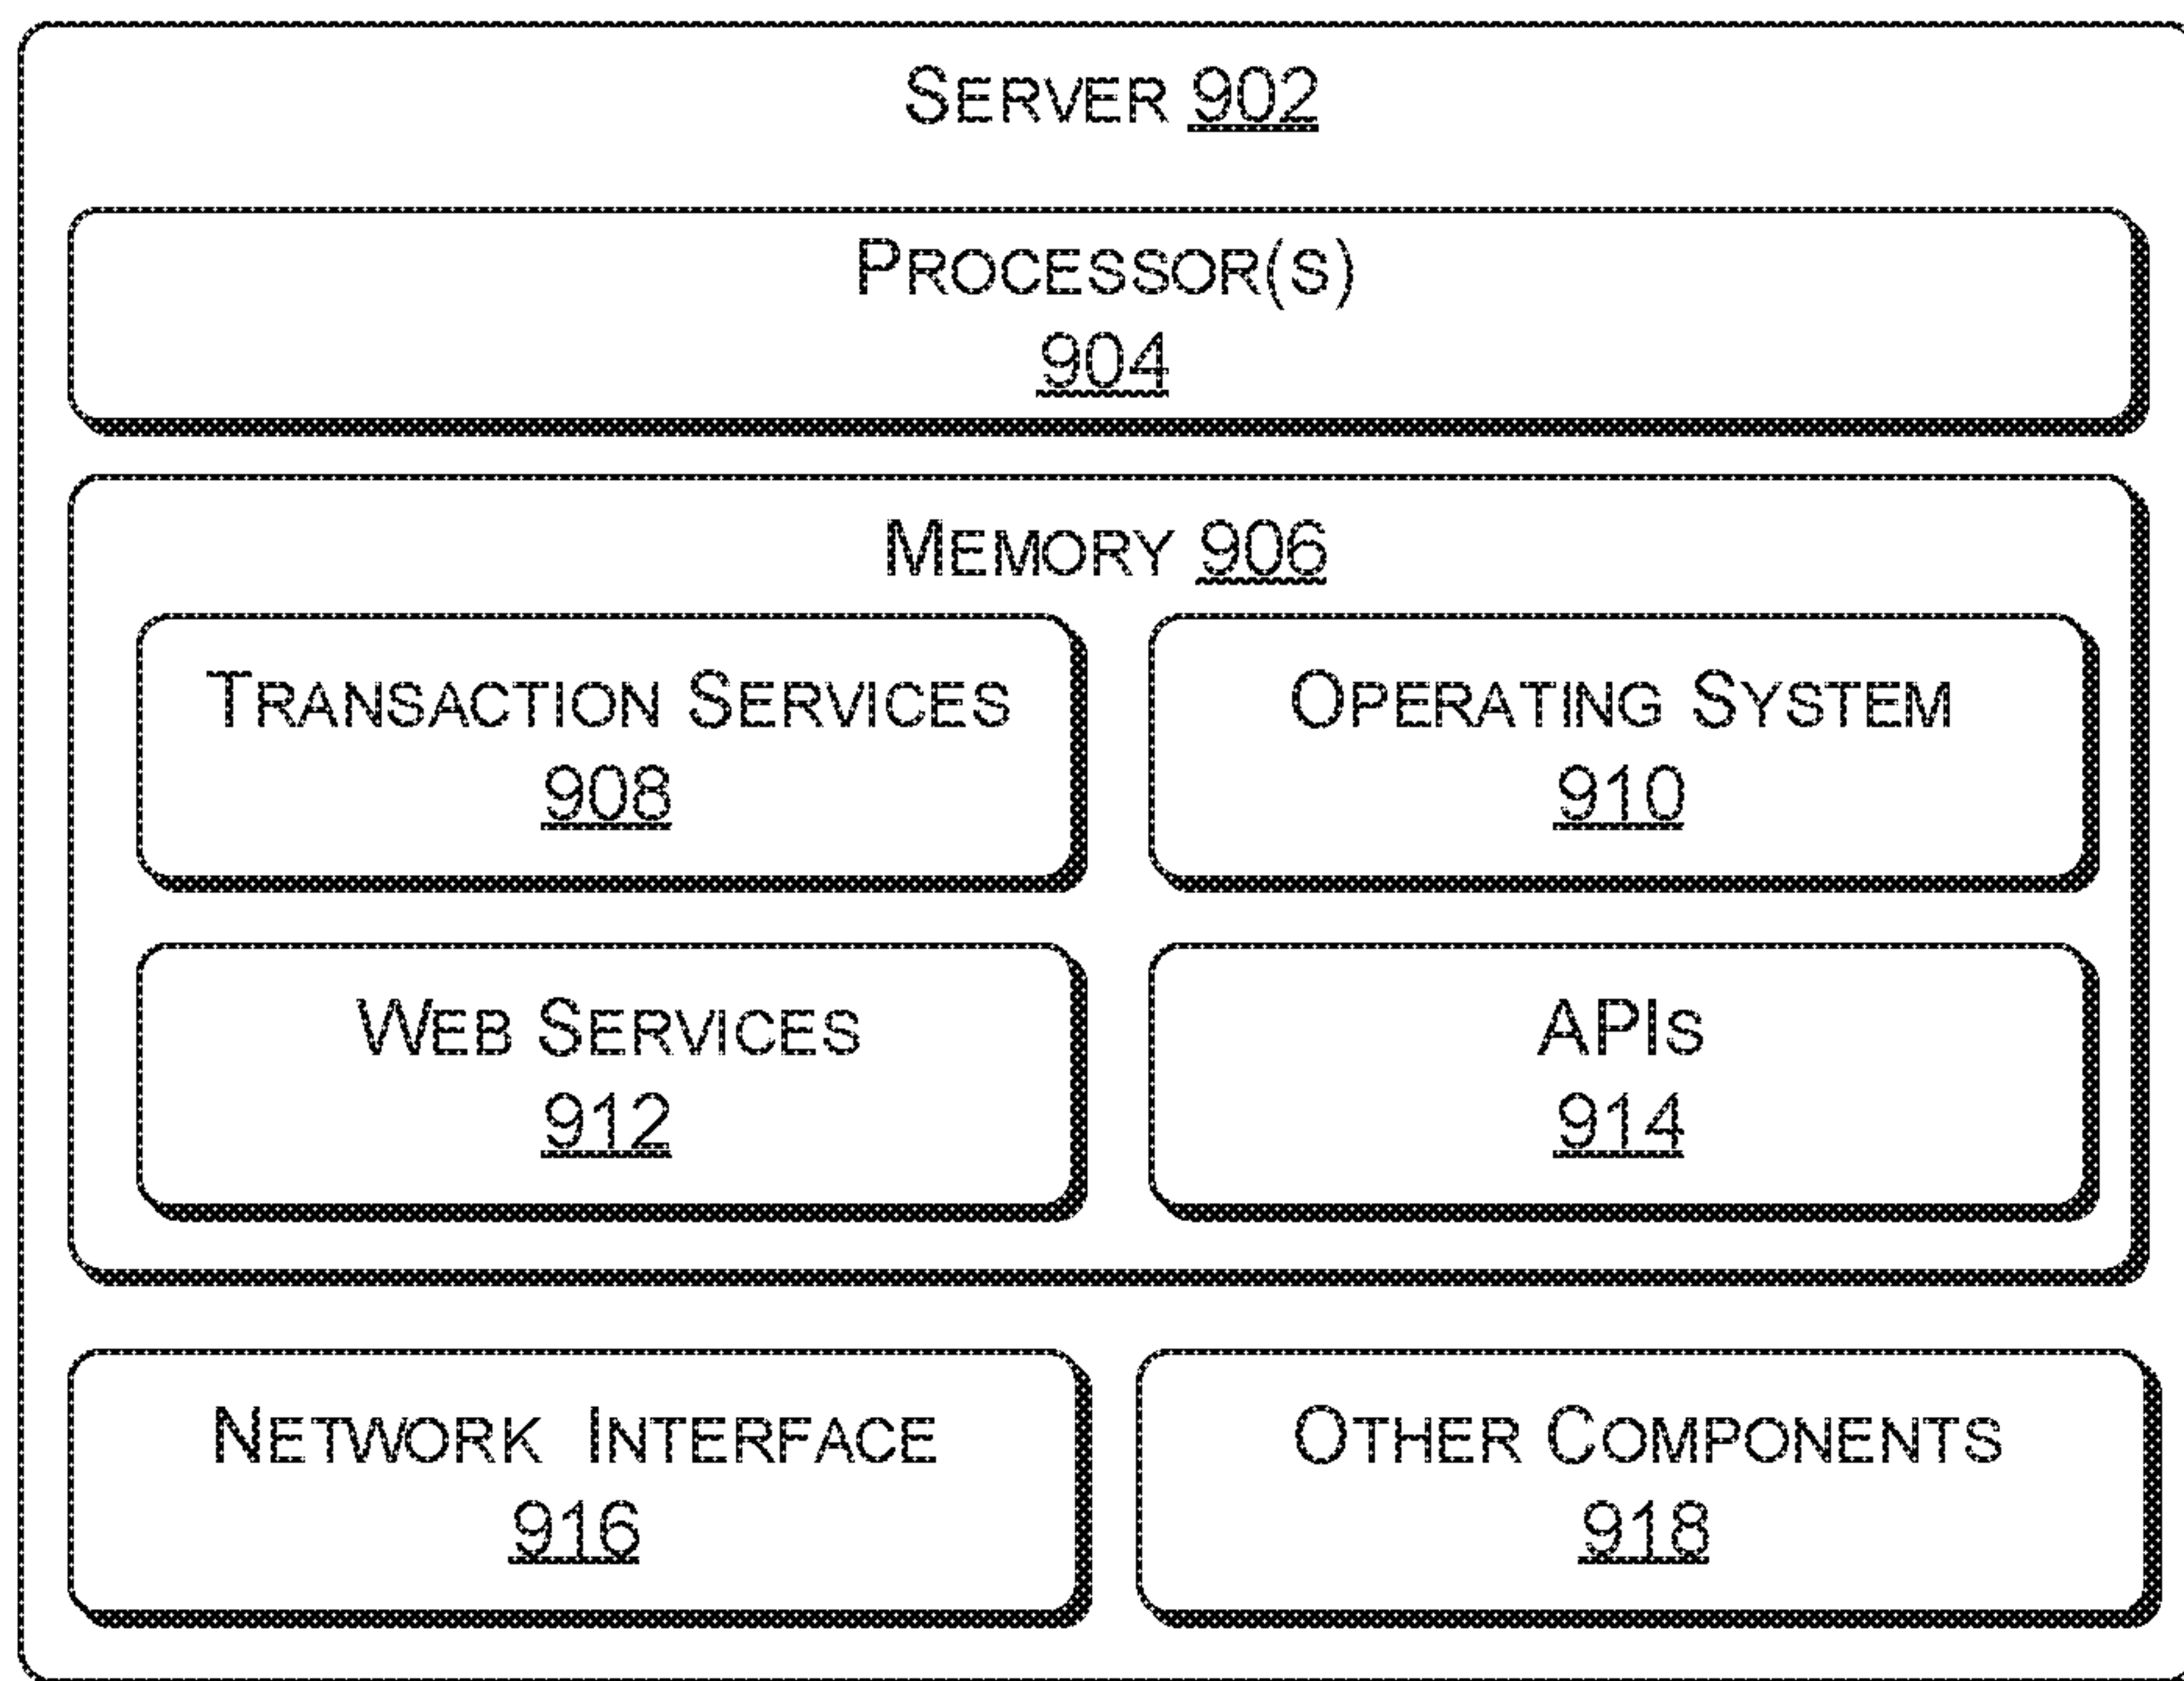 SERVER 902
PROCESSOR(S)
904
MEMORY 906
TRANSACTION SERVICES
908
OPERATING SYSTEM
910
WEB SERVICES
912
APIS
914
NETWORK INTERFACE
916
OTHER COMPONENTS
918